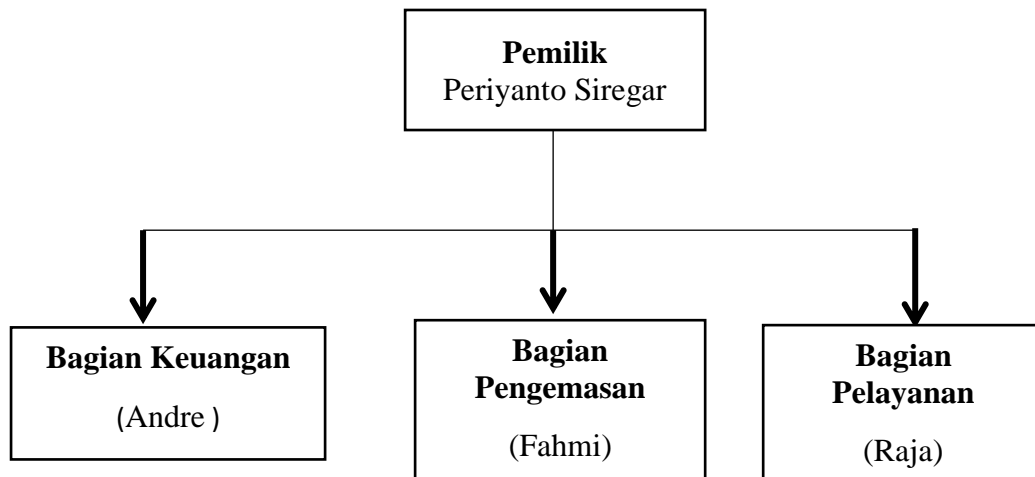 Pemilik
Periyanto Siregar
Bagian Keuangan
(Andre )
Bagian
Pengemasan
(Fahmi)
Bagian
Pelayanan
(Raja)